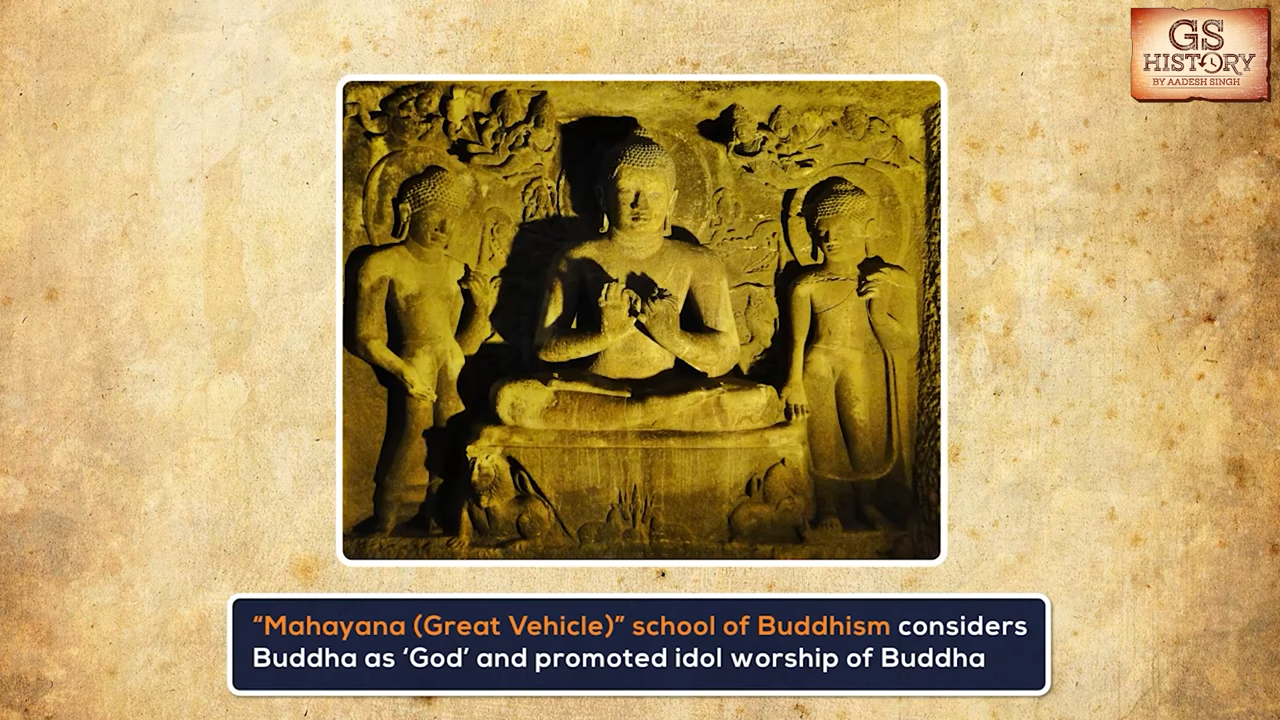 GS
HISTORY
BY AADESH SINGH
“Mahayana (Great Vehicle)” school of Buddhism considers
Buddha as ‘God’ and promoted idol worship of Buddha